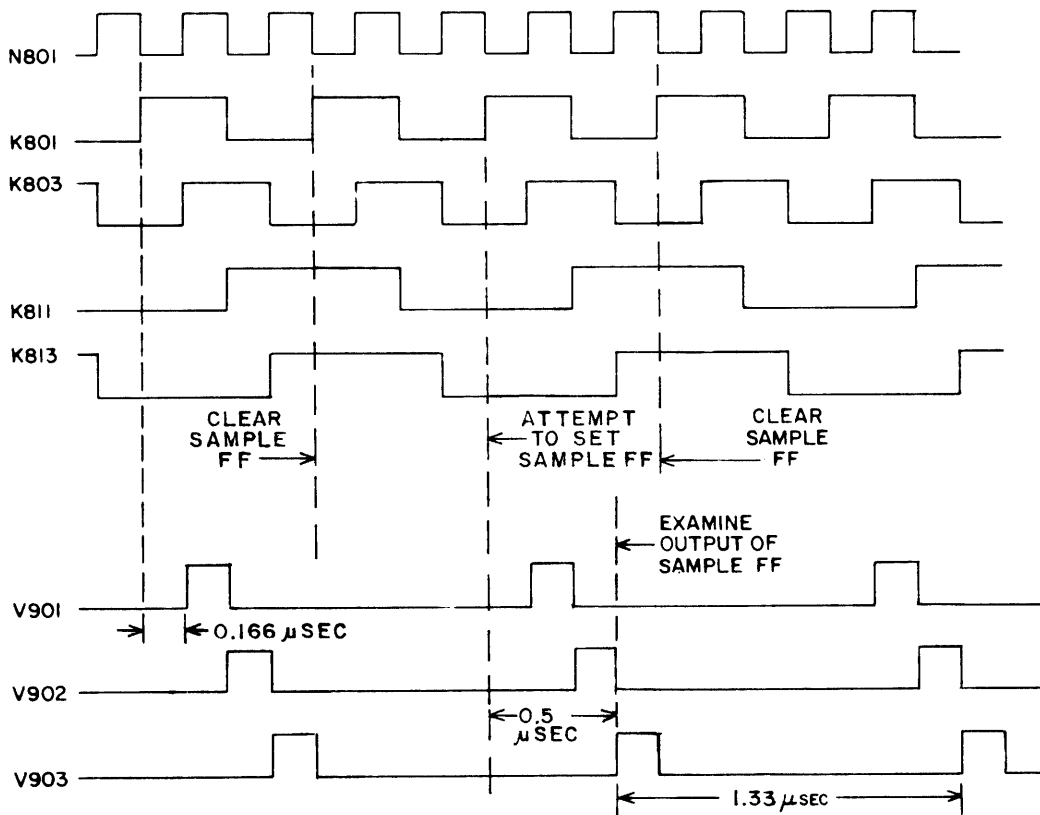 N801
K801
K803
K811
K813
CLEAR
SAMPLE
FF
ATTEMPT
TO SET
SAMPLE FF
CLEAR
SAMPLE
FF
EXAMINE
OUTPUT OF
SAMPLE FF
V901
0.166 μSEC
V902
0.5
μSEC
V903
1.33 μSEC